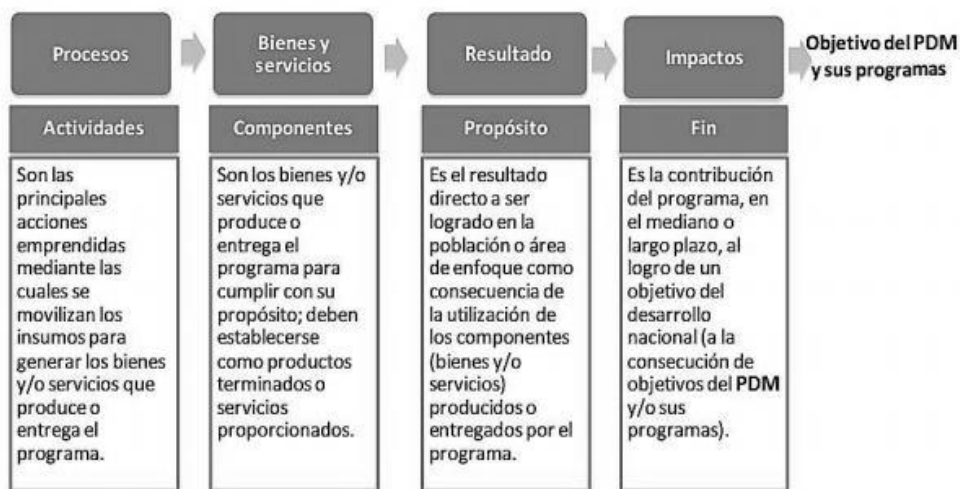 Procesos
Bienes y
servicios
Resultado
Impactos
Objetivo del PDM
y sus programas
Actividades
Son las
principales
acciones
emprendidas
mediante las
cuales se
movilizan los
insumos para
generar los bienes
y/o servicios que
produce o
entrega el
programa.
Componentes
Son los bienes y/o
servicios que
produce o
entrega el
programa para
cumplir con su
propósito; deben
establecerse
como productos
terminados o
servicios
proporcionados.
Propósito
Es el resultado
directo a ser
logrado en la
población o área
de enfoque como
consecuencia de
la utilización de
los componentes
(bienes y/o
servicios)
producidos o
entregados por el
programa.
Fin
Es la contribución
del programa, en
el mediano o
largo plazo, al
logro de un
objetivo del
desarrollo
nacional (a la
consecución de
objetivos del PDM
y/o sus
programas).